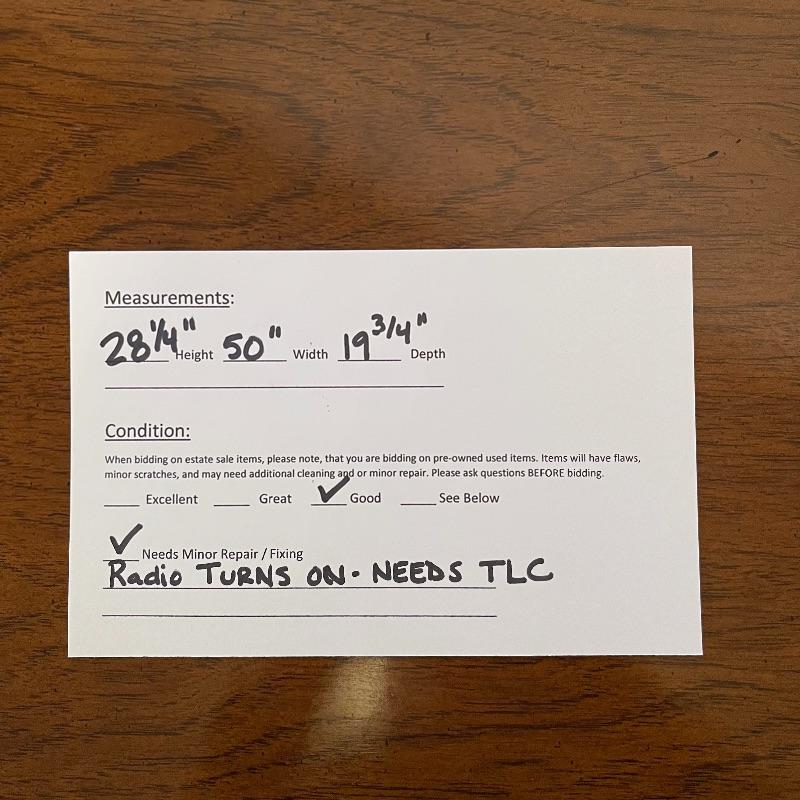 Measurements:
28 1/4" Height 50" Width 19 3/4" Depth
Condition:
When bidding on estate sale items, please note, that you are bidding on pre-owned used items. Items will have flaws,
minor scratches, and may need additional cleaning and or minor repair. Please ask questions BEFORE bidding.
____ Excellent ____ Great ✓ Good ____ See Below
✓ Needs Minor Repair / Fixing
Radio TURNS ON. NEEDS TLC